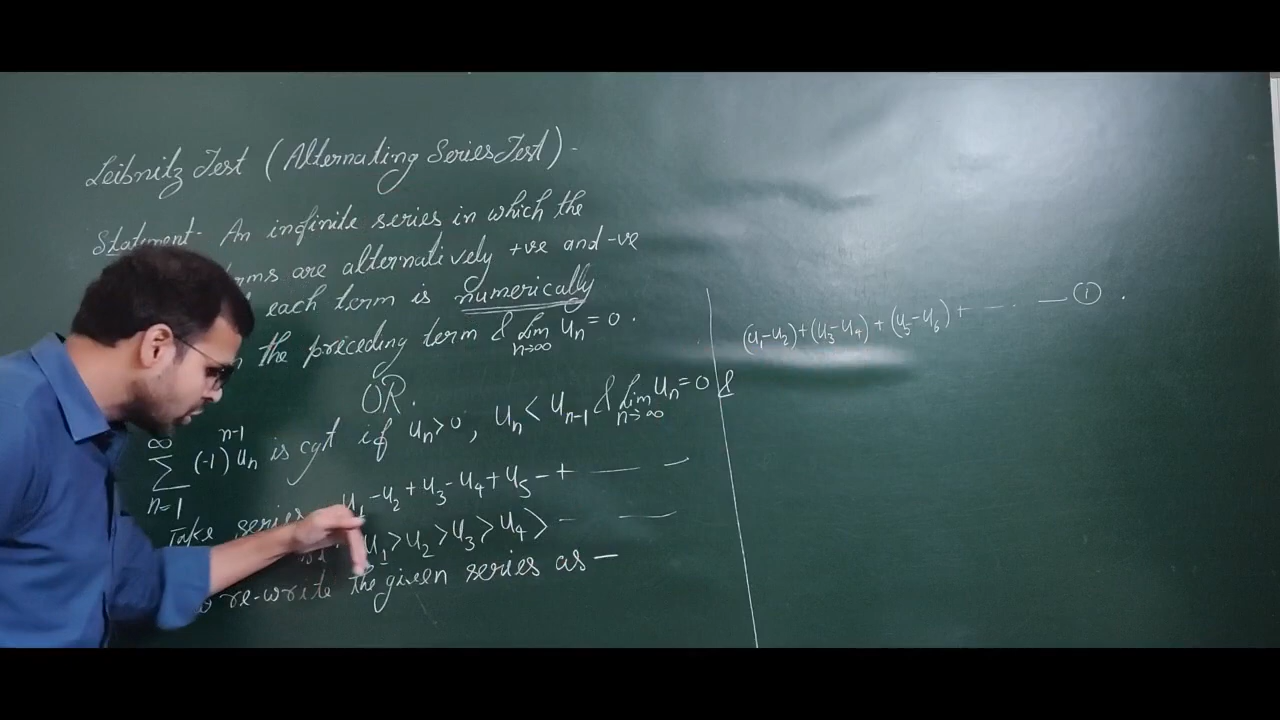 Leibnitz Test (Alternating Series Test) -
Statement - An infinite series in which the
rms are alternatively +ve and -ve
each term is numerically
n the preceding term & Lim n→∞ Un = 0 .
OR.
∞ Σ n=1 (-1)^{n-1} Un is cgt if Un > 0 , Un < Un-1 & Lim n→∞ Un = 0 &
Take series U1 - U2 + U3 - U4 + U5 - + — —
U1 > U2 > U3 > U4 > - —
re-write the given series as —
(U1-U2)+(U3-U4)+(U5-U6)+ - - - · — ① .